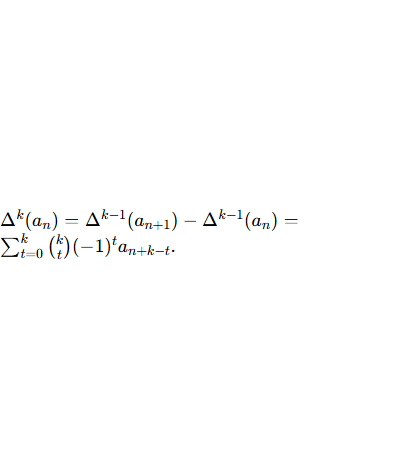 Δ^k(a_n) = Δ^{k−1}(a_{n+1}) − Δ^{k−1}(a_n) =
∑_{t=0}^k \binom{k}{t}(−1)^t a_{n+k−t}.